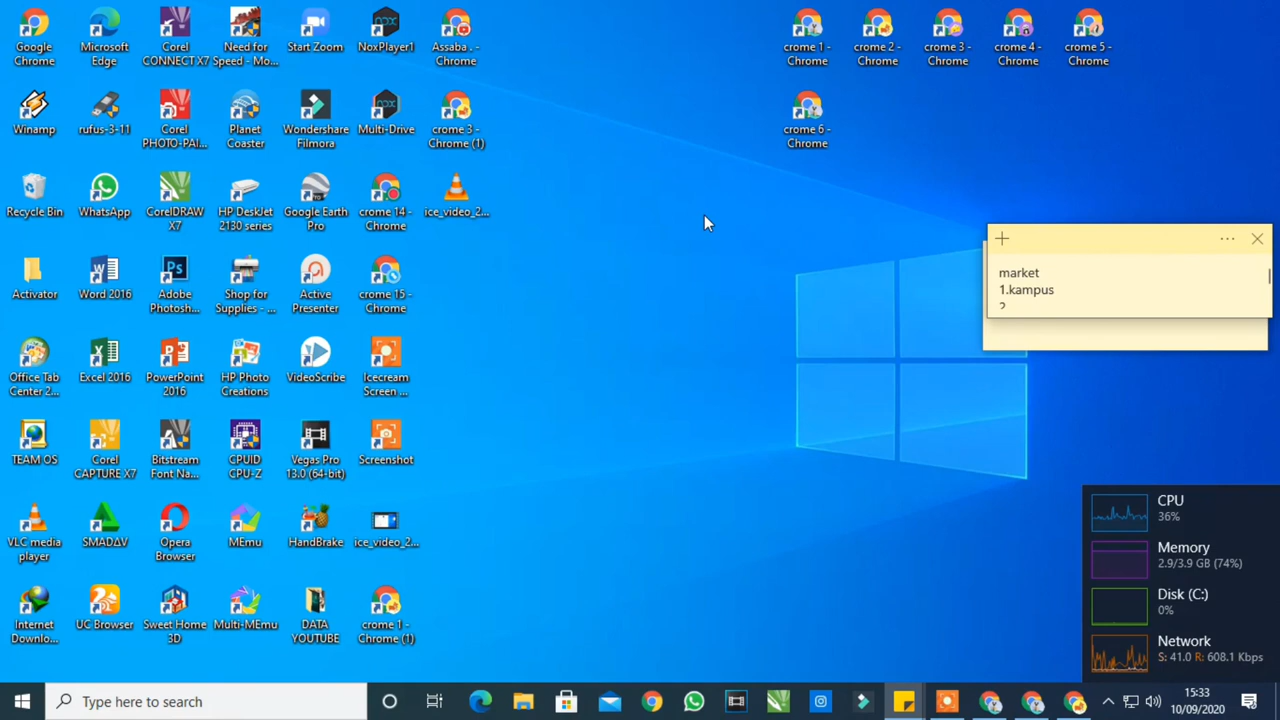 Google
Chrome
Microsoft
Edge
Corel
CONNECT X7
Need for
Speed - Mo...
Start Zoom
NoxPlayer1
Assaba . -
Chrome
crome 1 -
Chrome
crome 2 -
Chrome
crome 3 -
Chrome
crome 4 -
Chrome
crome 5 -
Chrome
Winamp
rufus-3-11
Corel
PHOTO-PAI...
Planet
Coaster
Wondershare
Filmora
Multi-Drive
crome 3 -
Chrome (1)
crome 6 -
Chrome
Recycle Bin
WhatsApp
CorelDRAW
X7
HP DeskJet
2130 series
Google Earth
Pro
crome 14 -
Chrome
ice_video_2...
Activator
Word 2016
Adobe
Photosh...
Shop for
Supplies - ...
Active
Presenter
crome 15 -
Chrome
market
1.kampus
2
Office Tab
Center 2...
Excel 2016
PowerPoint
2016
HP Photo
Creations
VideoScribe
Icecream
Screen ...
TEAM OS
Corel
CAPTURE X7
Bitstream
Font Na...
CPUID
CPU-Z
Vegas Pro
13.0 (64-bit)
Screenshot
VLC media
player
SMADΔV
Opera
Browser
MEmu
HandBrake
ice_video_2...
Internet
Downlo...
UC Browser
Sweet Home
3D
Multi-MEmu
DATA
YOUTUBE
crome 1 -
Chrome (1)
CPU
36%
Memory
2.9/3.9 GB (74%)
Disk (C:)
0%
Network
S: 41.0 R: 608.1 Kbps
Type here to search
15:33
10/09/2020